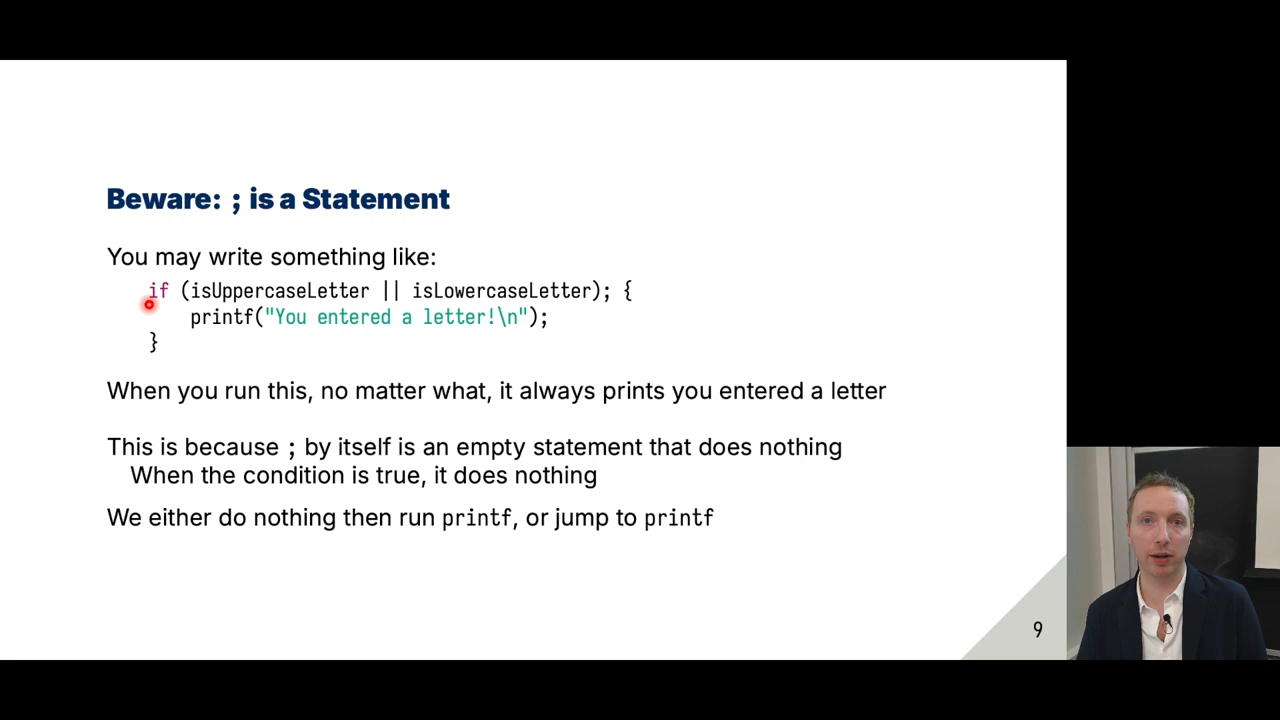 Beware: ; is a Statement
You may write something like:
if (isUppercaseLetter || isLowercaseLetter); {
printf("You entered a letter!\n");
}
When you run this, no matter what, it always prints you entered a letter
This is because ; by itself is an empty statement that does nothing
When the condition is true, it does nothing
We either do nothing then run printf, or jump to printf
9